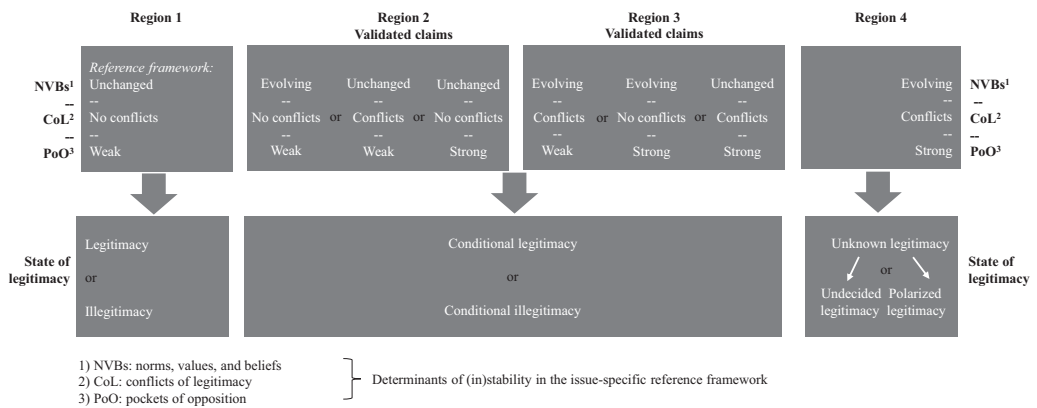 Region 1 Region 2 Region 3 Region 4
Validated claims Validated claims
Reference framework:
NVBs¹ Unchanged Evolving Unchanged Unchanged Evolving Evolving Unchanged Evolving NVBs¹
-- -- -- -- -- -- -- -- -- --
CoL² No conflicts No conflicts or Conflicts or No conflicts Conflicts or No conflicts or Conflicts Conflicts CoL²
-- -- -- -- -- -- -- -- -- --
PoO³ Weak Weak Weak Strong Weak Strong Strong Strong PoO³
Legitimacy Conditional legitimacy Unknown legitimacy
State of legitimacy or or or State of legitimacy
Illegitimacy Conditional illegitimacy Undecided legitimacy Polarized legitimacy
1) NVBs: norms, values, and beliefs
2) CoL: conflicts of legitimacy Determinants of (in)stability in the issue-specific reference framework
3) PoO: pockets of opposition